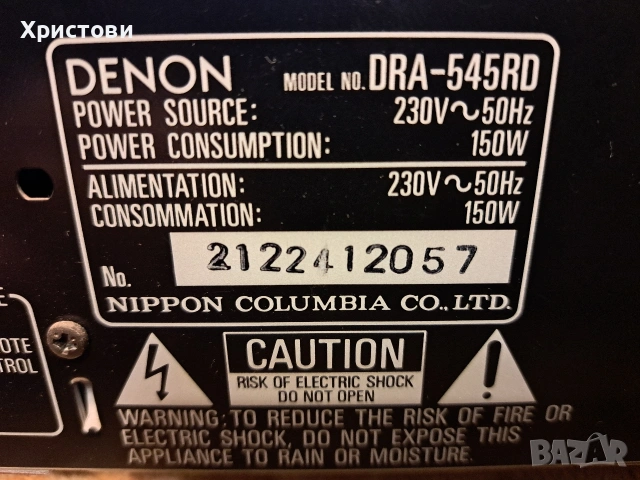 Христови
DENON MODEL NO. DRA-545RD
POWER SOURCE: 230V~50Hz
POWER CONSUMPTION: 150W
ALIMENTATION: 230V~50Hz
CONSOMMATION: 150W
No. 2122412057
NIPPON COLUMBIA CO., LTD.
E
OTE
TROL
CAUTION
RISK OF ELECTRIC SHOCK
DO NOT OPEN
WARNING: TO REDUCE THE RISK OF FIRE OR
ELECTRIC SHOCK, DO NOT EXPOSE THIS
APPLIANCE TO RAIN OR MOISTURE.
BAZAR